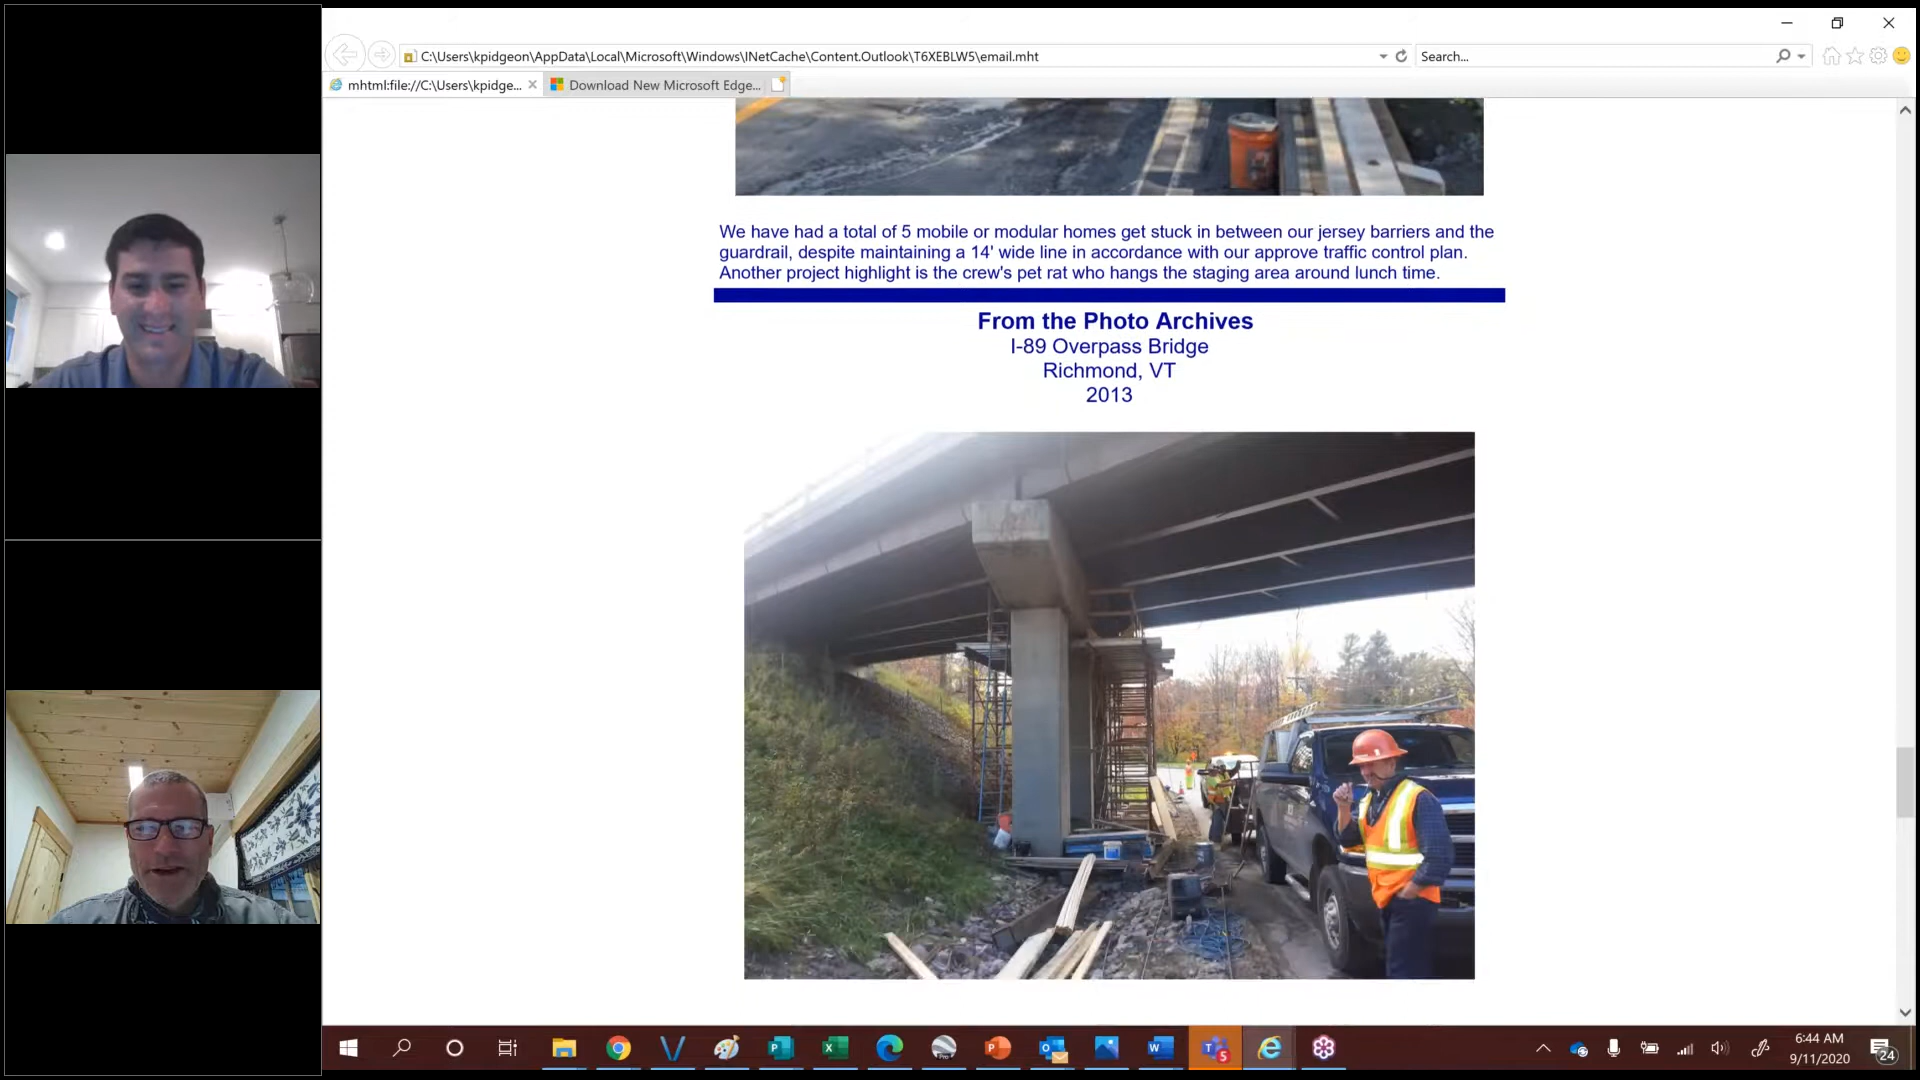 C:\Users\kpidgeon\AppData\Local\Microsoft\Windows\INetCache\Content.Outlook\T6XEBLW5\email.mht
Search...
mhtml:file://C:\Users\kpidge...
Download New Microsoft Edge...
We have had a total of 5 mobile or modular homes get stuck in between our jersey barriers and the
guardrail, despite maintaining a 14' wide line in accordance with our approve traffic control plan.
Another project highlight is the crew's pet rat who hangs the staging area around lunch time.
From the Photo Archives
I-89 Overpass Bridge
Richmond, VT
2013
6:44 AM
9/11/2020
24